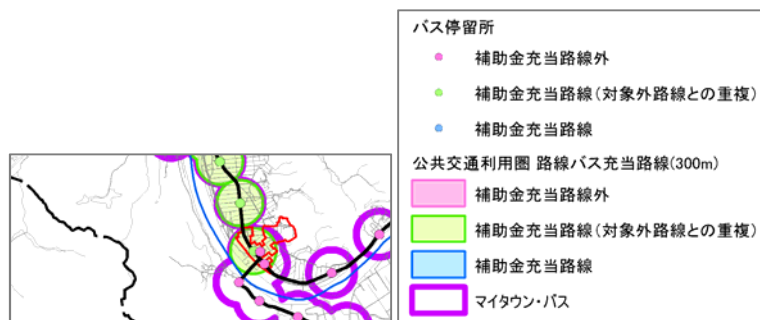 バス停留所
補助金充当路線外
補助金充当路線(対象外路線との重複)
補助金充当路線
公共交通利用圏 路線バス充当路線(300m)
補助金充当路線外
補助金充当路線(対象外路線との重複)
補助金充当路線
マイタウン・バス